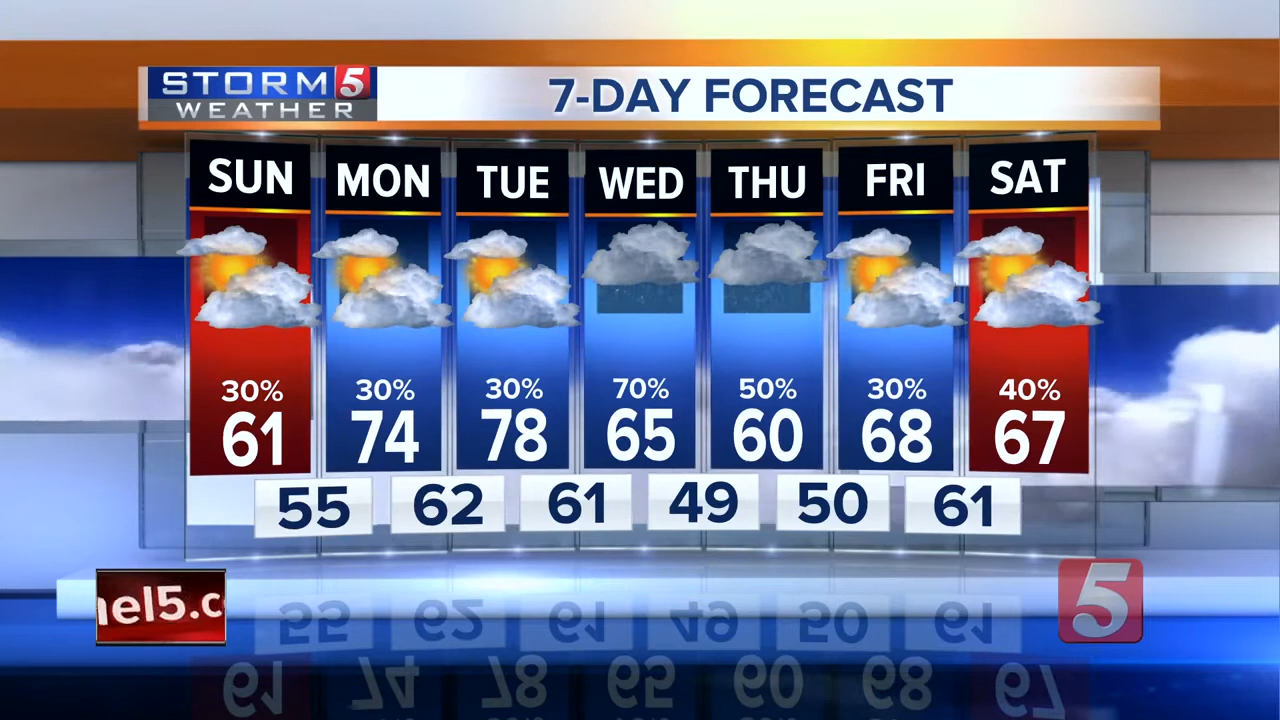 STORM 5
WEATHER
7-DAY FORECAST
SUN MON TUE WED THU FRI SAT
30% 30% 30% 70% 50% 30% 40%
61 74 78 65 60 68 67
55 62 61 49 50 61
nel5.c
5